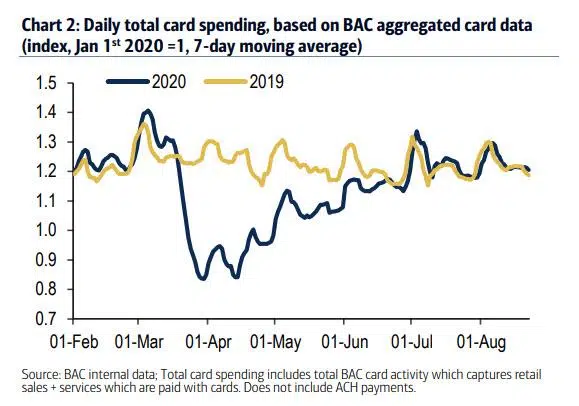 Chart 2: Daily total card spending, based on BAC aggregated card data
(index, Jan 1st 2020 =1, 7-day moving average)
2020 2019
1.5
1.4
1.3
1.2
1.1
1.0
0.9
0.8
0.7
01-Feb 01-Mar 01-Apr 01-May 01-Jun 01-Jul 01-Aug
Source: BAC internal data; Total card spending includes total BAC card activity which captures retail
sales + services which are paid with cards. Does not include ACH payments.